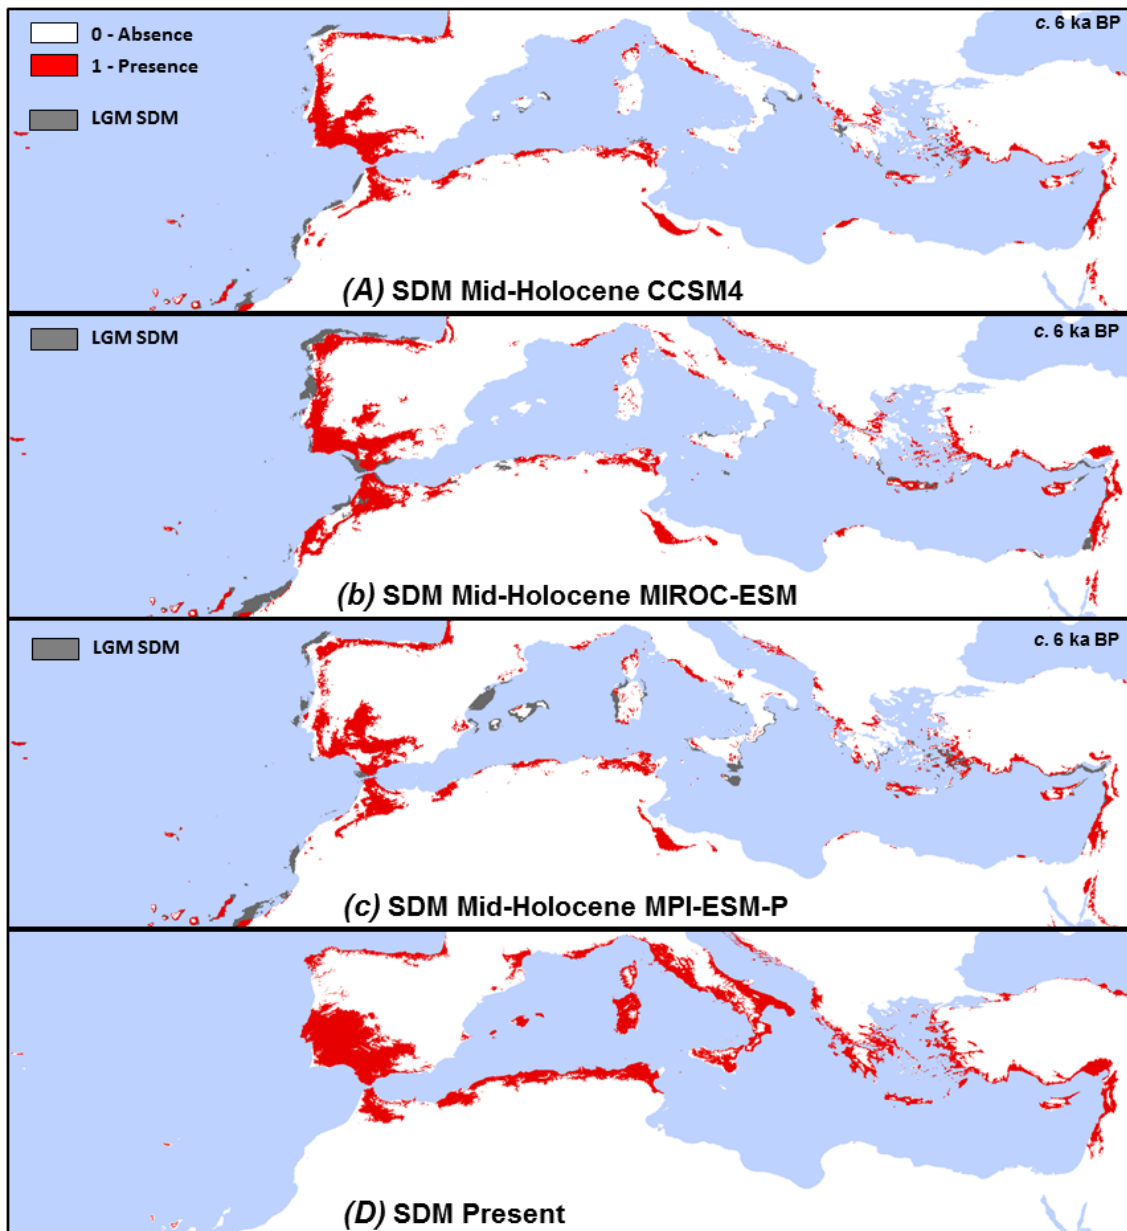 0 - Absence
c. 6 ka BP
1 - Presence
LGM SDM
(A) SDM Mid-Holocene CCSM4
LGM SDM
c. 6 ka BP
(b) SDM Mid-Holocene MIROC-ESM
LGM SDM
c. 6 ka BP
(c) SDM Mid-Holocene MPI-ESM-P
(D) SDM Present